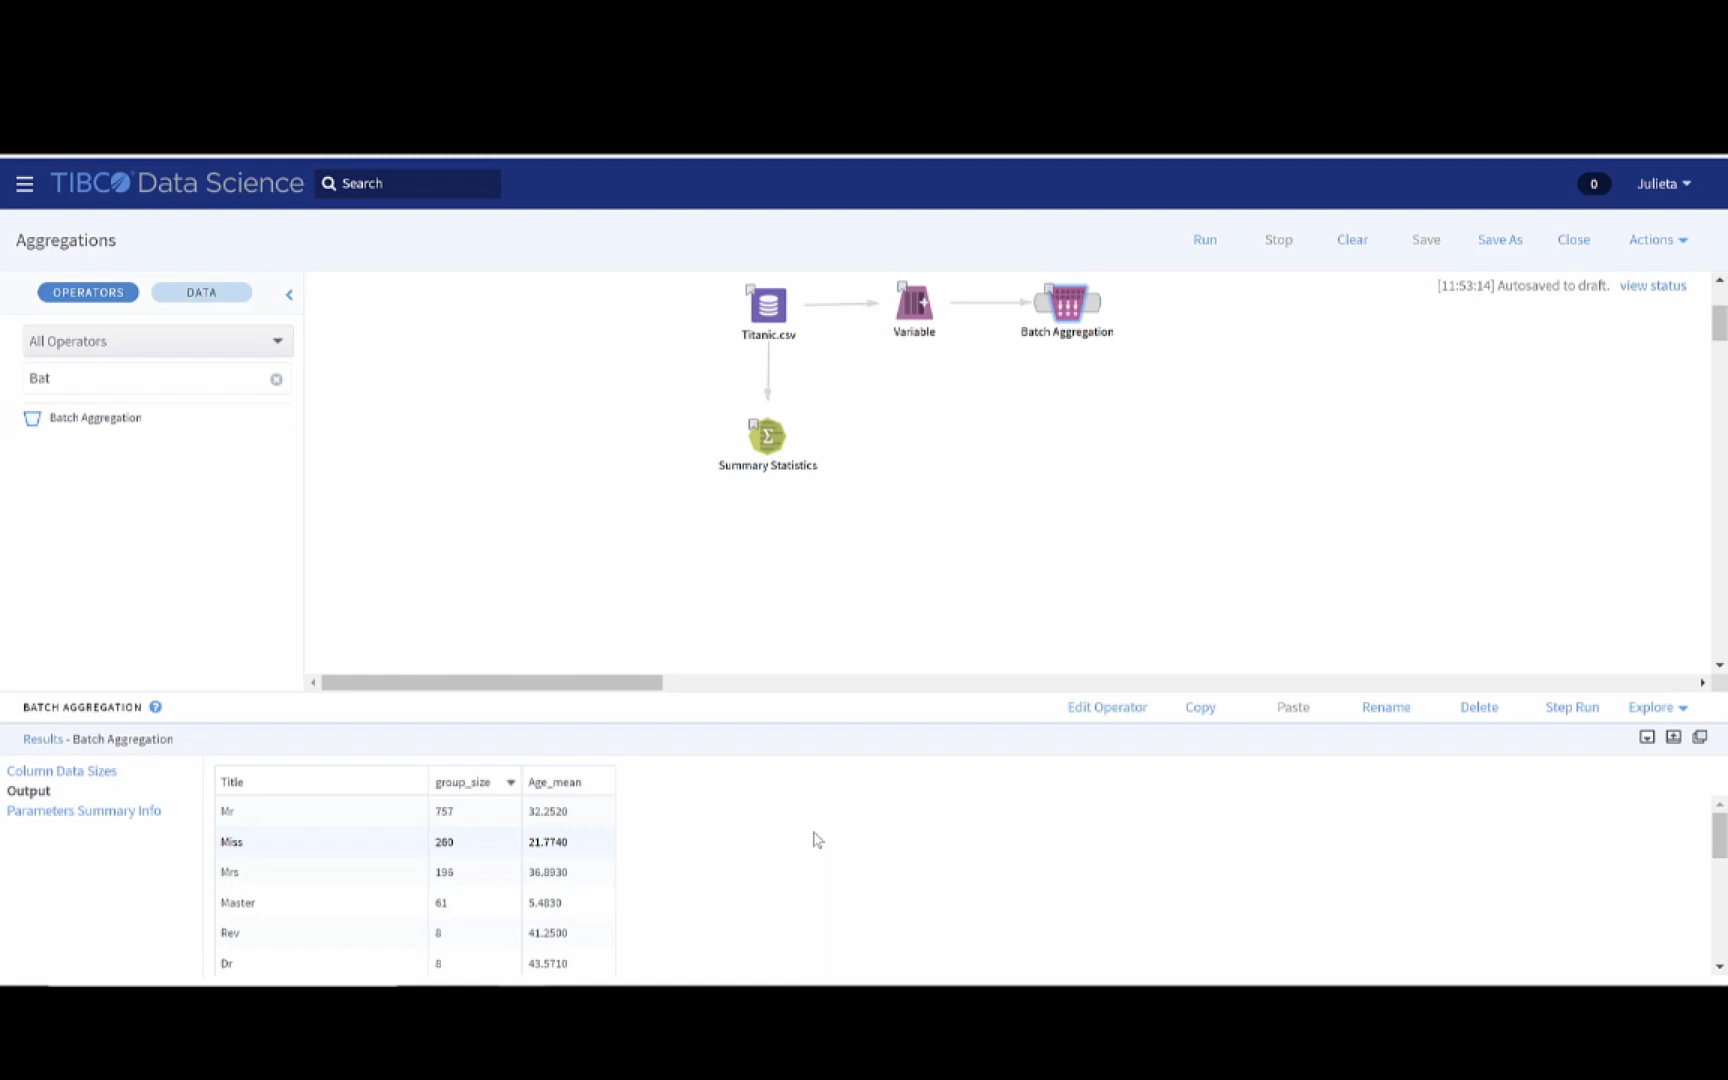 TIBCO Data Science Search 0 Julieta
Aggregations Run Stop Clear Save Save As Close Actions
OPERATORS DATA [11:53:14] Autosaved to draft. view status
All Operators
Bat
Batch Aggregation
Titanic.csv Variable Batch Aggregation
Summary Statistics
BATCH AGGREGATION ? Edit Operator Copy Paste Rename Delete Step Run Explore
Results - Batch Aggregation
Column Data Sizes
Output
Parameters Summary Info
Title group_size Age_mean
Mr 757 32.2520
Miss 260 21.7740
Mrs 196 36.8930
Master 61 5.4830
Rev 8 41.2500
Dr 8 43.5710